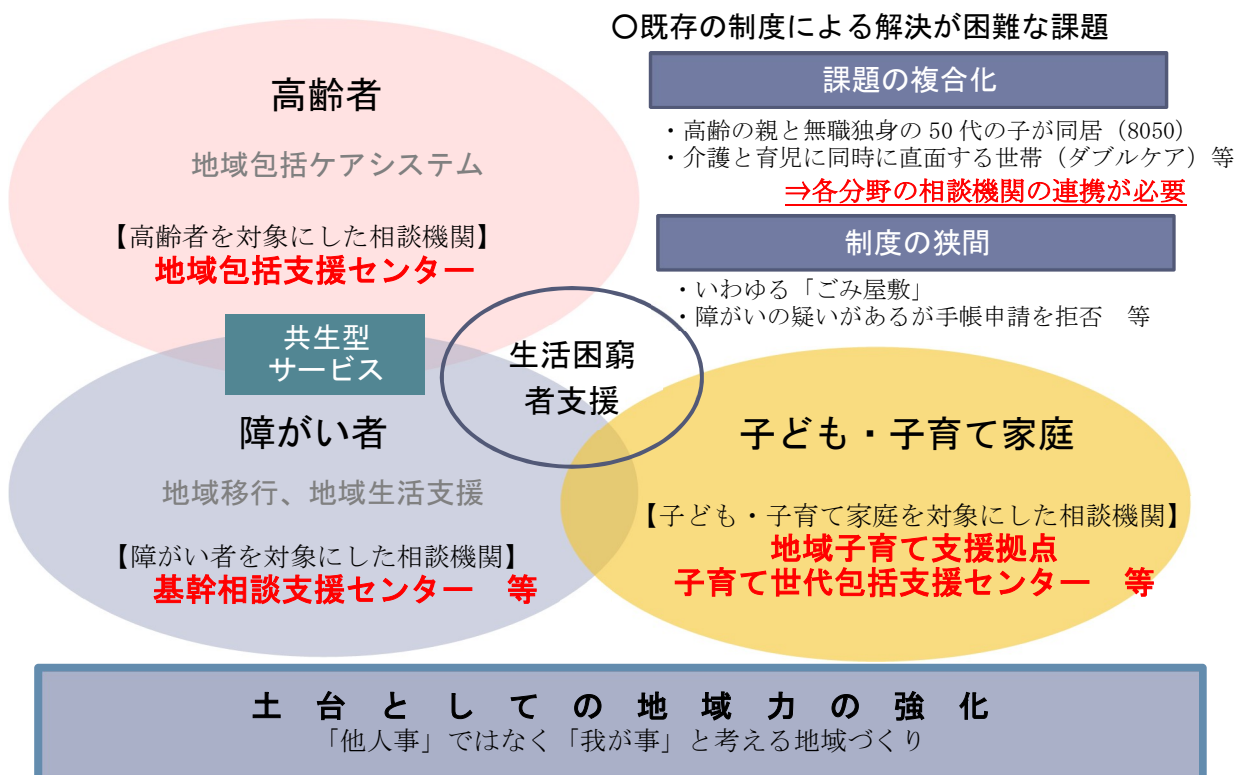 〇既存の制度による解決が困難な課題
課題の複合化
・高齢の親と無職独身の 50 代の子が同居（8050）
・介護と育児に同時に直面する世帯（ダブルケア）等
⇒各分野の相談機関の連携が必要
制度の狭間
・いわゆる「ごみ屋敷」
・障がいの疑いがあるが手帳申請を拒否　等
高齢者
地域包括ケアシステム
【高齢者を対象にした相談機関】
地域包括支援センター
共生型
サービス
生活困窮
者支援
障がい者
地域移行、地域生活支援
【障がい者を対象にした相談機関】
基幹相談支援センター　等
子ども・子育て家庭
【子ども・子育て家庭を対象にした相談機関】
地域子育て支援拠点
子育て世代包括支援センター　等
土台としての地域力の強化
「他人事」ではなく「我が事」と考える地域づくり